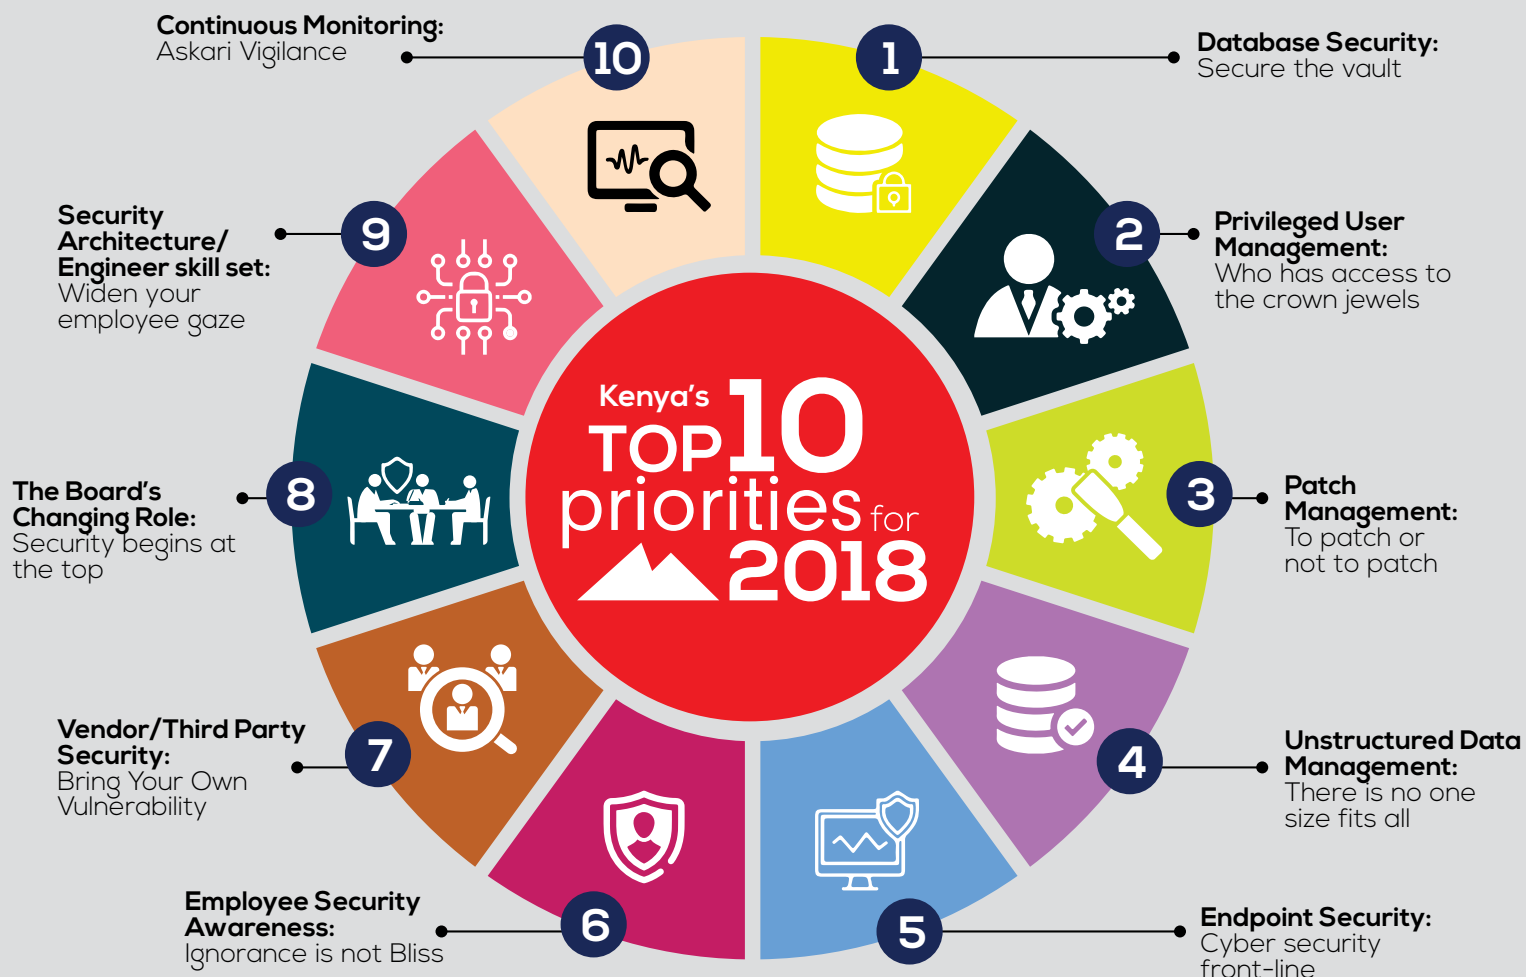 Kenya's
TOP 10
priorities for
2018
1
Database Security:
Secure the vault
2
Privileged User
Management:
Who has access to
the crown jewels
3
Patch
Management:
To patch or
not to patch
4
Unstructured Data
Management:
There is no one
size fits all
5
Endpoint Security:
Cyber security
front-line
6
Employee Security
Awareness:
Ignorance is not Bliss
7
Vendor/Third Party
Security:
Bring Your Own
Vulnerability
8
The Board's
Changing Role:
Security begins at
the top
9
Security
Architecture/
Engineer skill set:
Widen your
employee gaze
10
Continuous Monitoring:
Askari Vigilance